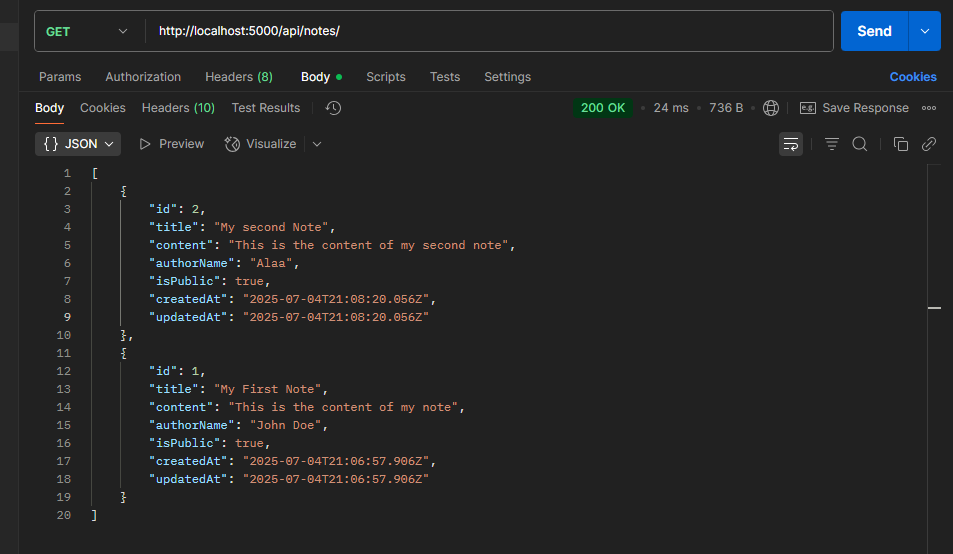 GET http://localhost:5000/api/notes/ Send
Params Authorization Headers (8) Body Scripts Tests Settings Cookies
Body Cookies Headers (10) Test Results 200 OK • 24 ms • 736 B e.g. Save Response
{} JSON Preview Visualize
1 [
2 {
3 "id": 2,
4 "title": "My second Note",
5 "content": "This is the content of my second note",
6 "authorName": "Alaa",
7 "isPublic": true,
8 "createdAt": "2025-07-04T21:08:20.056Z",
9 "updatedAt": "2025-07-04T21:08:20.056Z"
10 },
11 {
12 "id": 1,
13 "title": "My First Note",
14 "content": "This is the content of my note",
15 "authorName": "John Doe",
16 "isPublic": true,
17 "createdAt": "2025-07-04T21:06:57.906Z",
18 "updatedAt": "2025-07-04T21:06:57.906Z"
19 }
20 ]